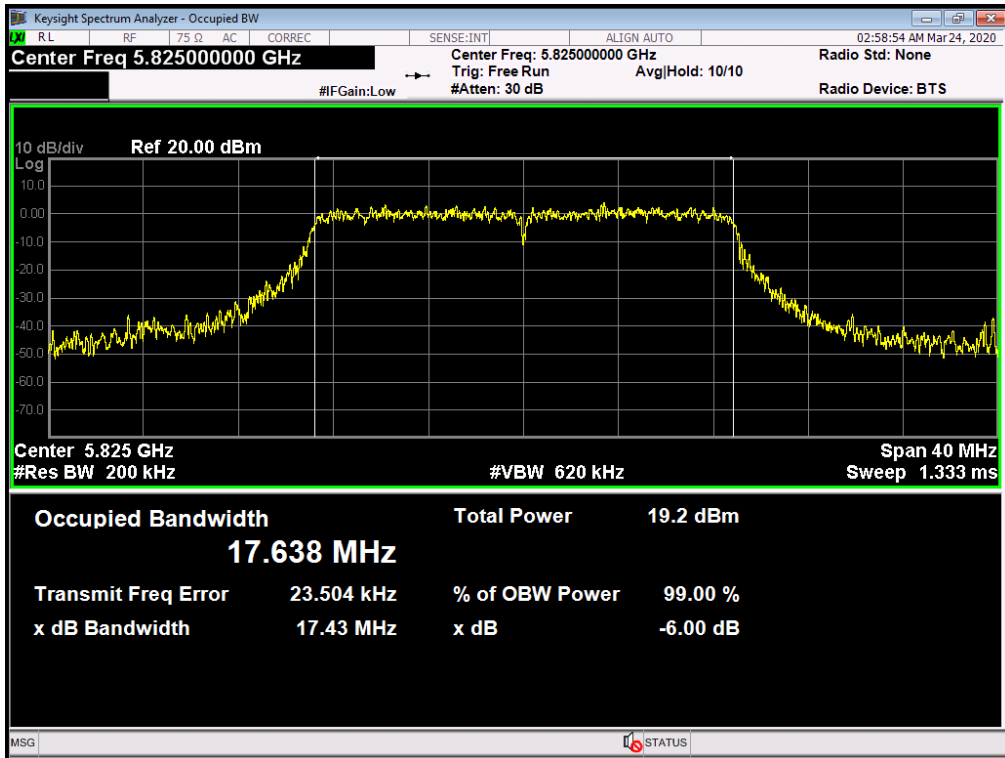 Keysight Spectrum Analyzer - Occupied BW
LXI RL RF 75 Ω AC CORREC SENSE:INT ALIGN AUTO 02:58:54 AM Mar 24, 2020
Center Freq 5.825000000 GHz
Center Freq: 5.825000000 GHz Radio Std: None
Trig: Free Run Avg|Hold: 10/10
#IFGain:Low #Atten: 30 dB Radio Device: BTS
10 dB/div Ref 20.00 dBm
Log
10.0
0.00
-10.0
-20.0
-30.0
-40.0
-50.0
-60.0
-70.0
Center 5.825 GHz Span 40 MHz
#Res BW 200 kHz #VBW 620 kHz Sweep 1.333 ms
Occupied Bandwidth Total Power 19.2 dBm
17.638 MHz
Transmit Freq Error 23.504 kHz % of OBW Power 99.00 %
x dB Bandwidth 17.43 MHz x dB -6.00 dB
MSG STATUS